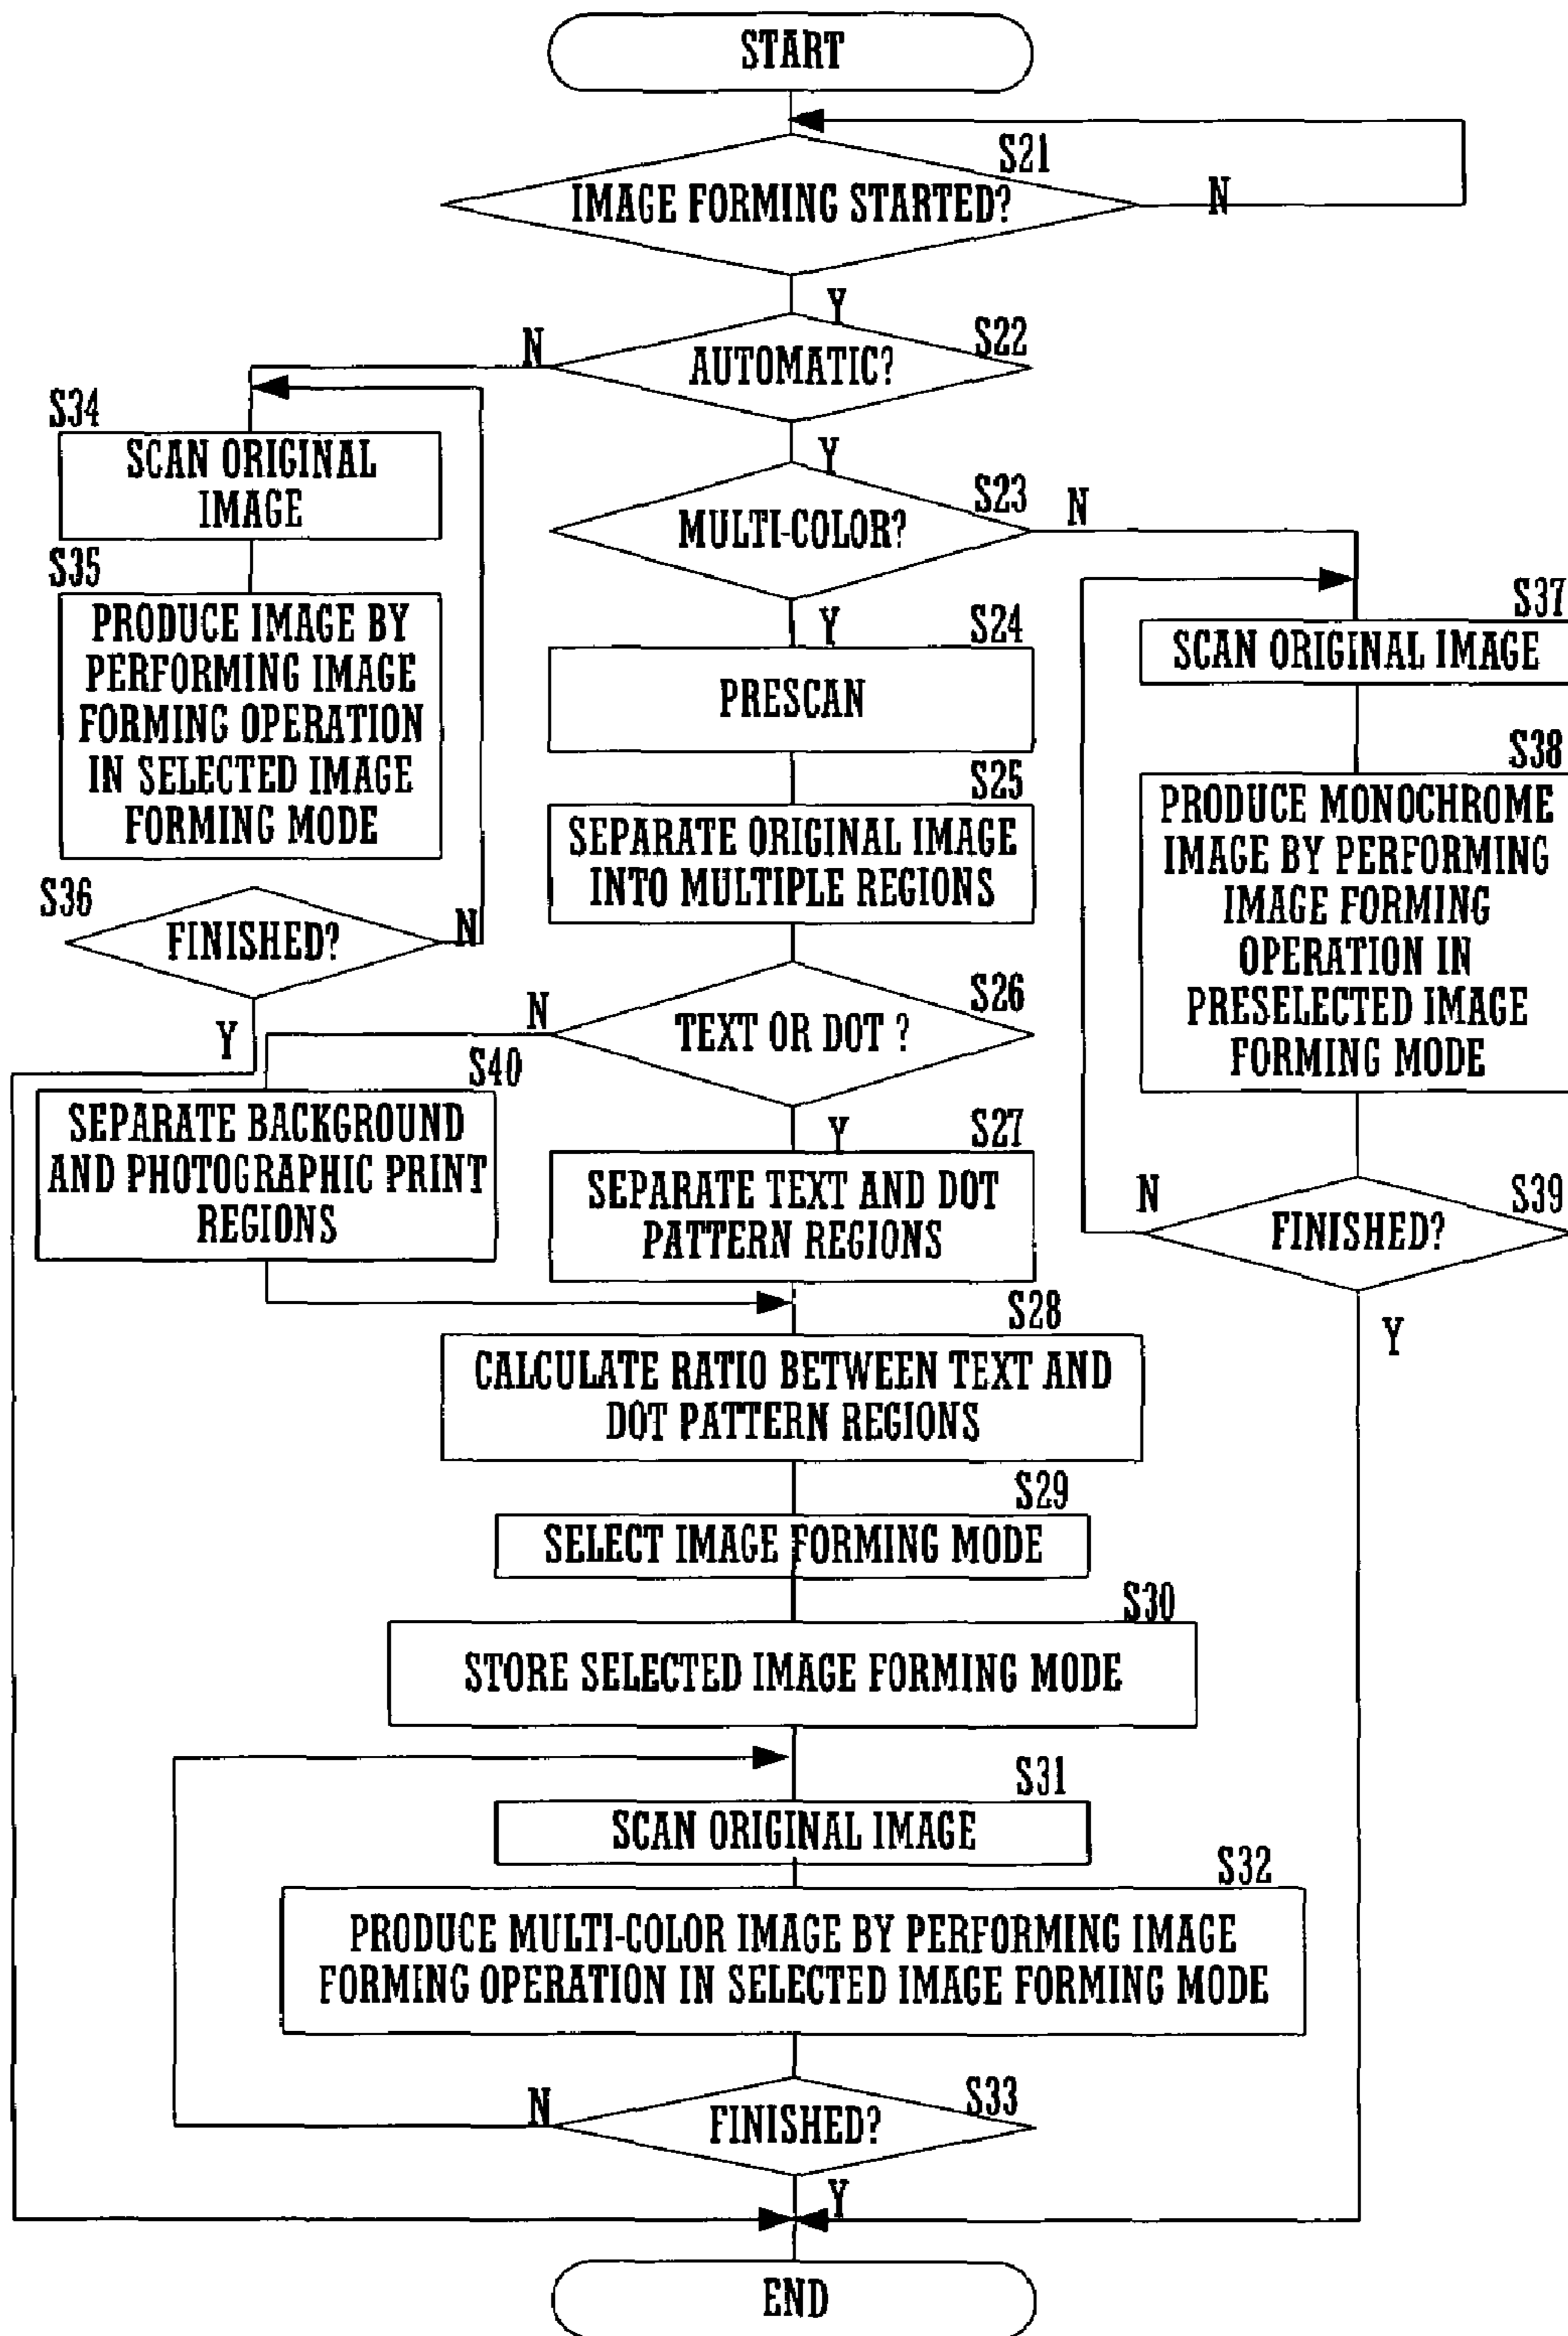 START
S21
IMAGE FORMING STARTED?
N
Y
S22
N
AUTOMATIC?
Y
S34
SCAN ORIGINAL
IMAGE
S35
PRODUCE IMAGE BY
PERFORMING IMAGE
FORMING OPERATION
IN SELECTED IMAGE
FORMING MODE
S36
FINISHED?
N
Y
S23
MULTI-COLOR?
N
Y
S24
PRESCAN
S25
SEPARATE ORIGINAL IMAGE
INTO MULTIPLE REGIONS
S26
N
TEXT OR DOT ?
Y
S40
SEPARATE BACKGROUND
AND PHOTOGRAPHIC PRINT
REGIONS
S27
SEPARATE TEXT AND DOT
PATTERN REGIONS
S37
SCAN ORIGINAL IMAGE
S38
PRODUCE MONOCHROME
IMAGE BY PERFORMING
IMAGE FORMING
OPERATION IN
PRESELECTED IMAGE
FORMING MODE
S39
N
FINISHED?
Y
S28
CALCULATE RATIO BETWEEN TEXT AND
DOT PATTERN REGIONS
S29
SELECT IMAGE FORMING MODE
S30
STORE SELECTED IMAGE FORMING MODE
S31
SCAN ORIGINAL IMAGE
S32
PRODUCE MULTI-COLOR IMAGE BY PERFORMING IMAGE
FORMING OPERATION IN SELECTED IMAGE FORMING MODE
S33
N
FINISHED?
Y
END